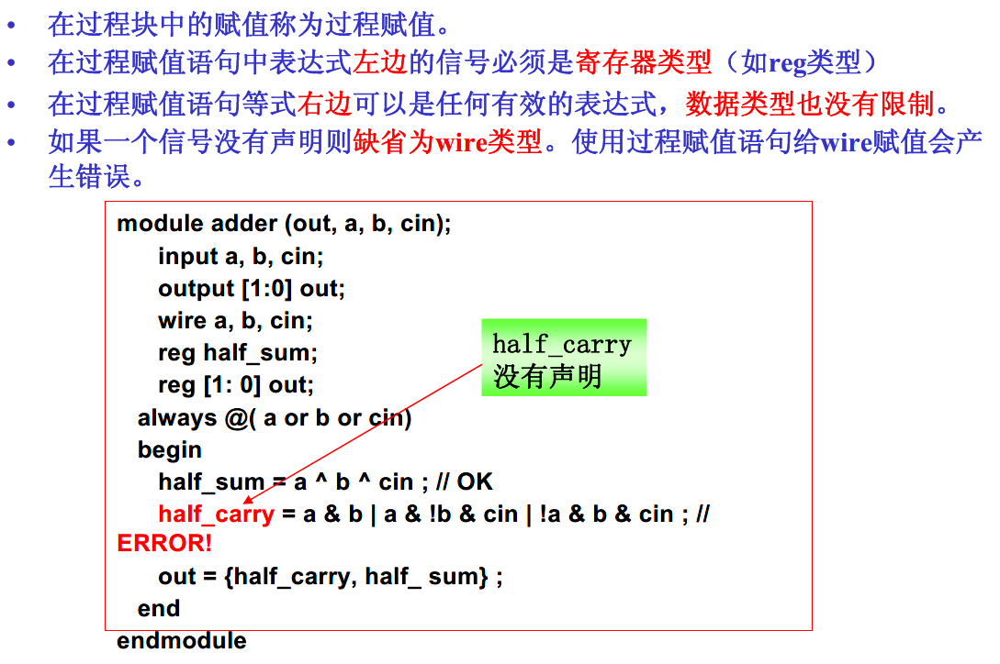 • 在过程块中的赋值称为过程赋值。
• 在过程赋值语句中表达式左边的信号必须是寄存器类型（如reg类型）
• 在过程赋值语句等式右边可以是任何有效的表达式，数据类型也没有限制。
• 如果一个信号没有声明则缺省为wire类型。使用过程赋值语句给wire赋值会产
生错误。
module adder (out, a, b, cin);
input a, b, cin;
output [1:0] out;
wire a, b, cin;
reg half_sum;
reg [1: 0] out;
half_carry
没有声明
always @( a or b or cin)
begin
half_sum = a ^ b ^ cin ; // OK
half_carry = a & b | a & !b & cin | !a & b & cin ; //
ERROR!
out = {half_carry, half_ sum} ;
end
endmodule